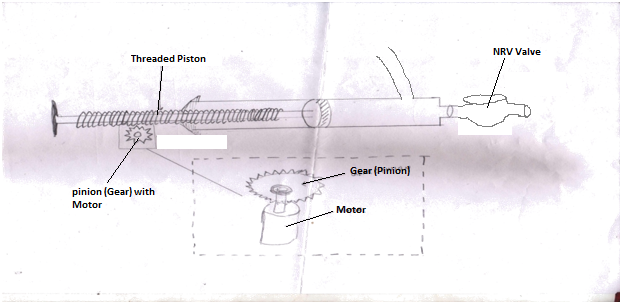 NRV Valve
Threaded Piston
Gear (Pinion)
pinion (Gear) with
Motor
Motor